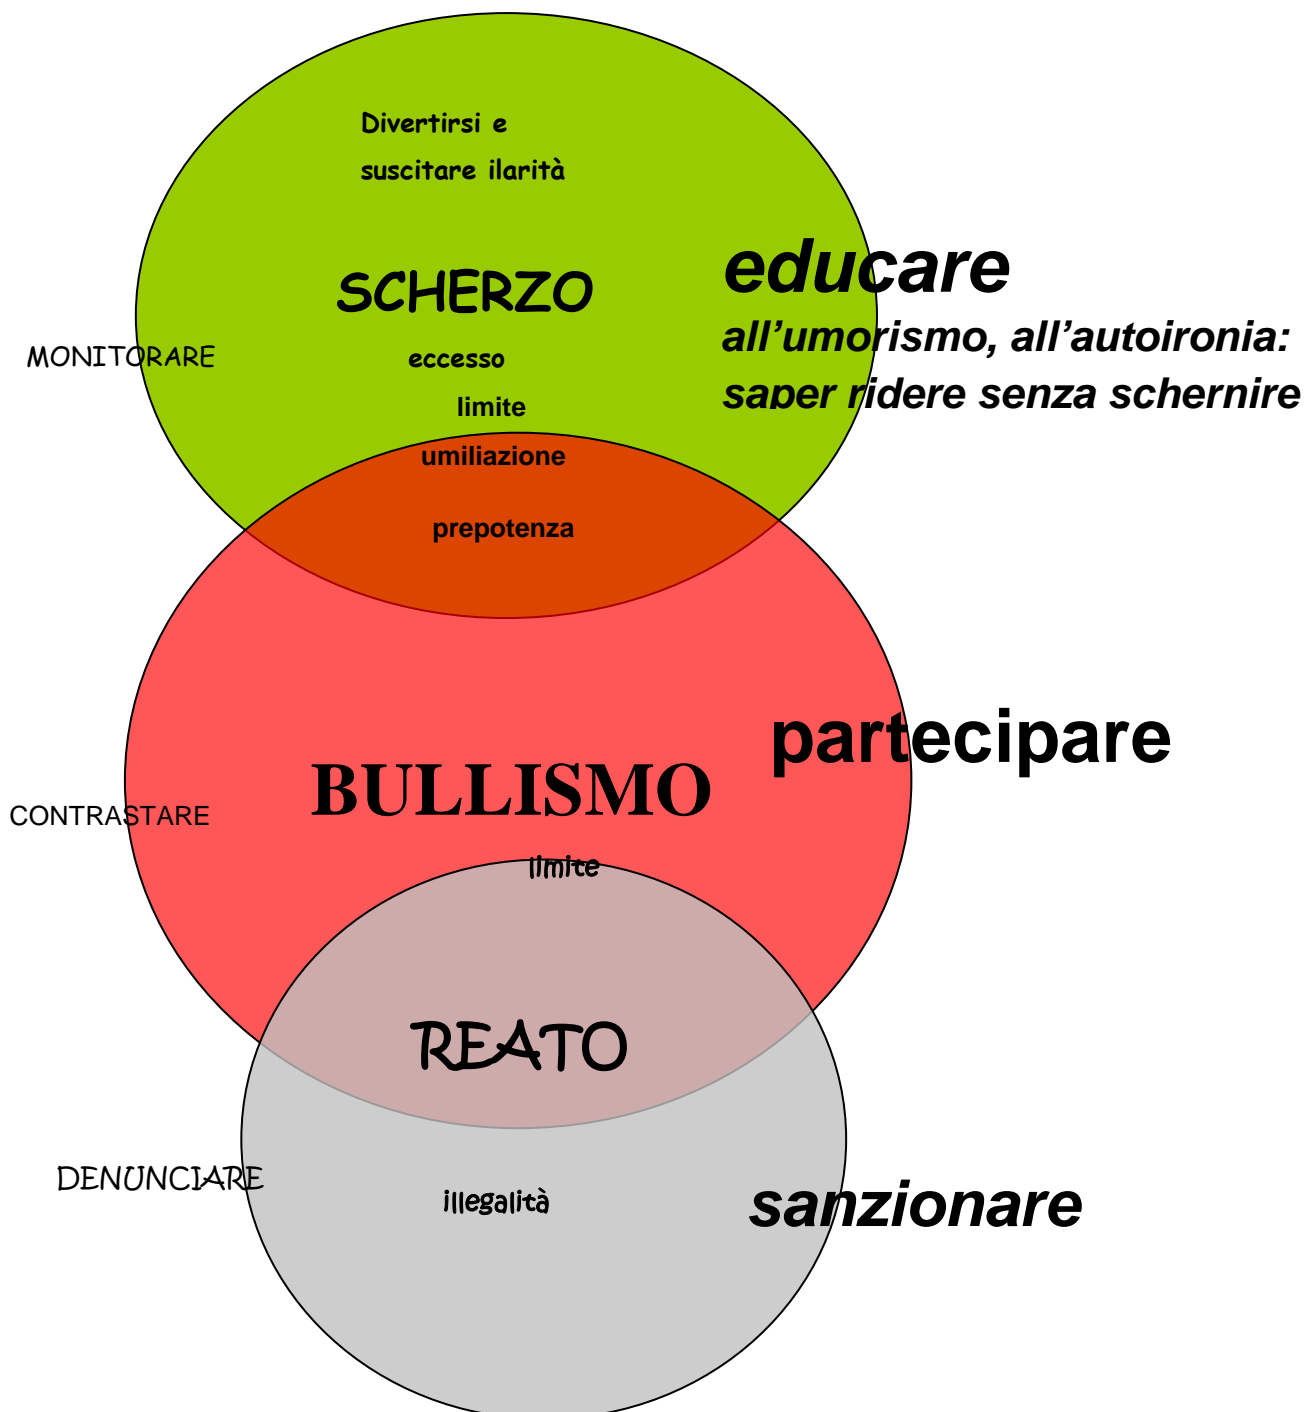 Divertirsi e
suscitare ilarità
educare
SCHERZO
all’umorismo, all’autoironia:
MONITORARE
eccesso
saper ridere senza schernire
limite
umiliazione
prepotenza
partecipare
BULLISMO
CONTRASTARE
limite
REATO
DENUNCIARE
illegalità
sanzionare